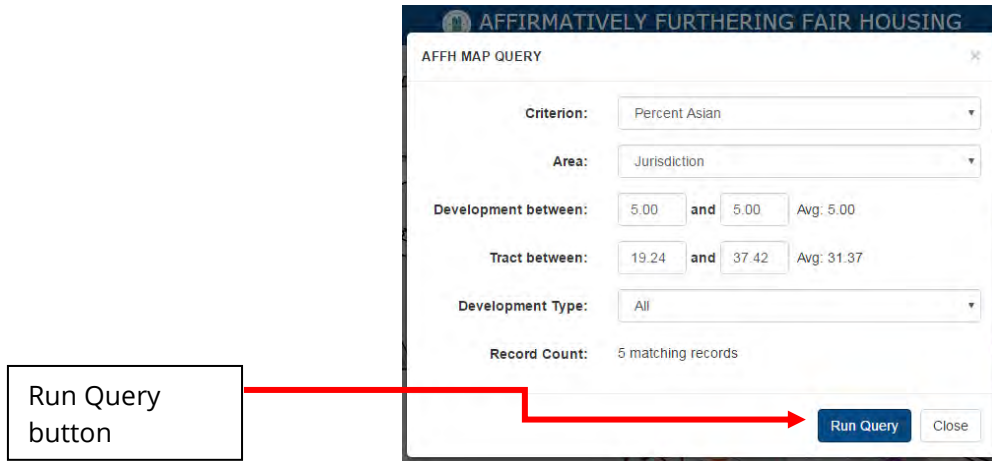 AFFIRMATIVELY FURTHERING FAIR HOUSING
AFFH MAP QUERY ×
Criterion: Percent Asian
Area: Jurisdiction
Development between: 5.00 and 5.00 Avg: 5.00
Tract between: 19.24 and 37.42 Avg: 31.37
Development Type: All
Record Count: 5 matching records
Run Query
button
Run Query Close